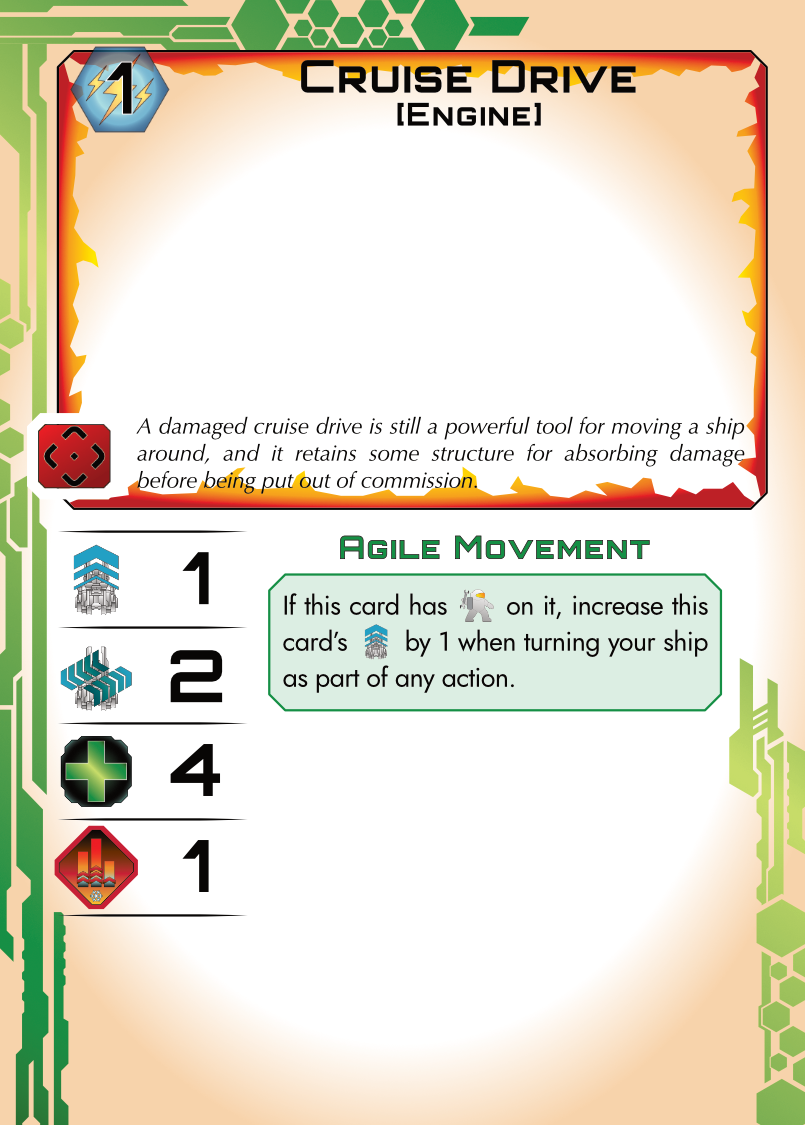 1
CRUISE DRIVE
[ENGINE]
A damaged cruise drive is still a powerful tool for moving a ship
around, and it retains some structure for absorbing damage
before being put out of commission.
1
2
4
1
AGILE MOVEMENT
If this card has on it, increase this
card's by 1 when turning your ship
as part of any action.